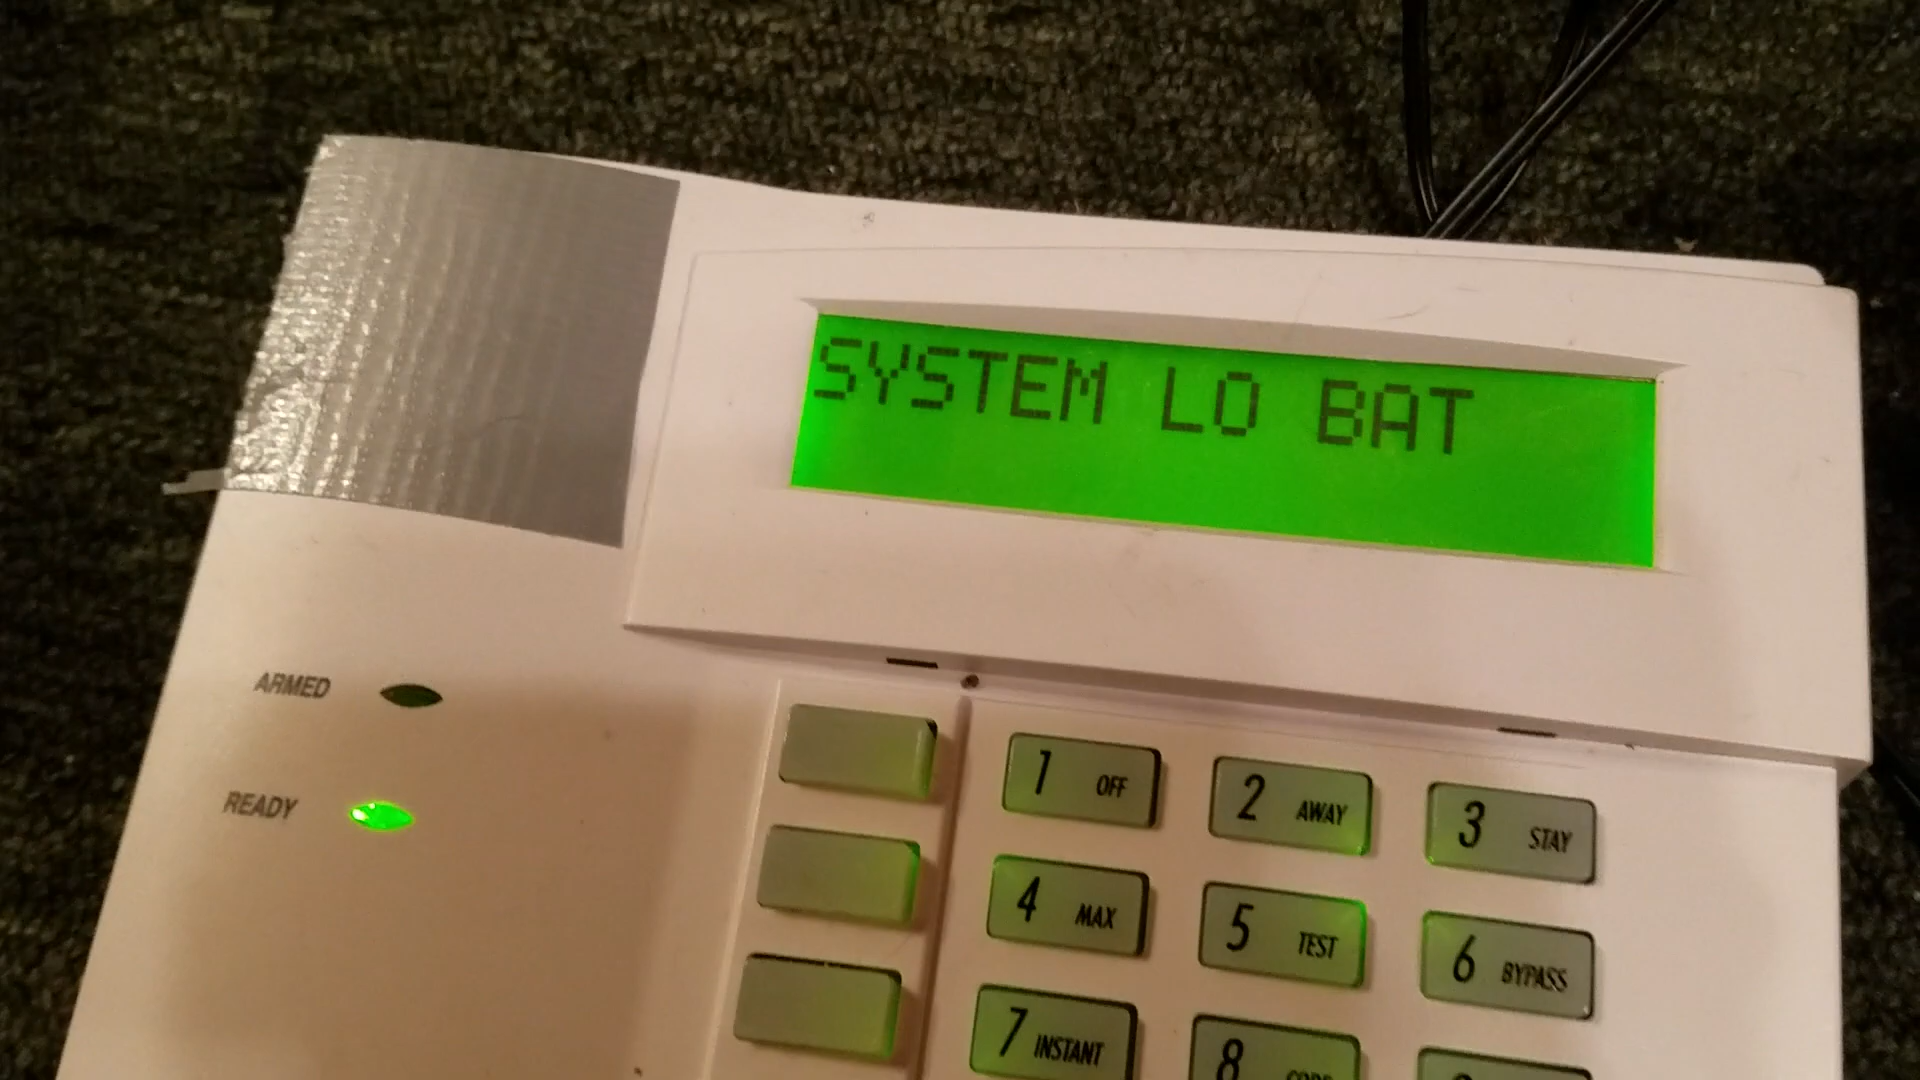 SYSTEM LO BAT
ARMED
READY
1 OFF
2 AWAY
3 STAY
4 MAX
5 TEST
6 BYPASS
7 INSTANT
8